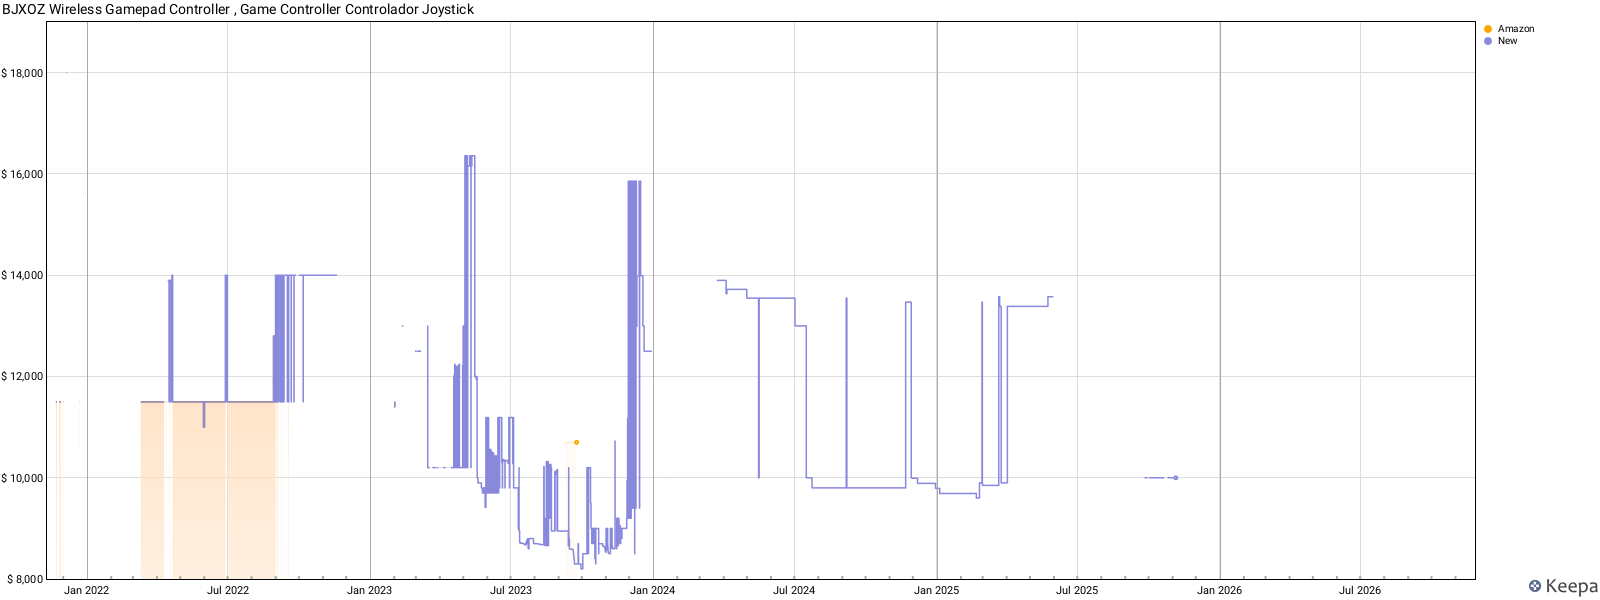 BJXOZ Wireless Gamepad Controller , Game Controller Controlador Joystick
Amazon
New
$ 18,000
$ 16,000
$ 14,000
$ 12,000
$ 10,000
$ 8,000
Jan 2022
Jul 2022
Jan 2023
Jul 2023
Jan 2024
Jul 2024
Jan 2025
Jul 2025
Jan 2026
Jul 2026
Keepa